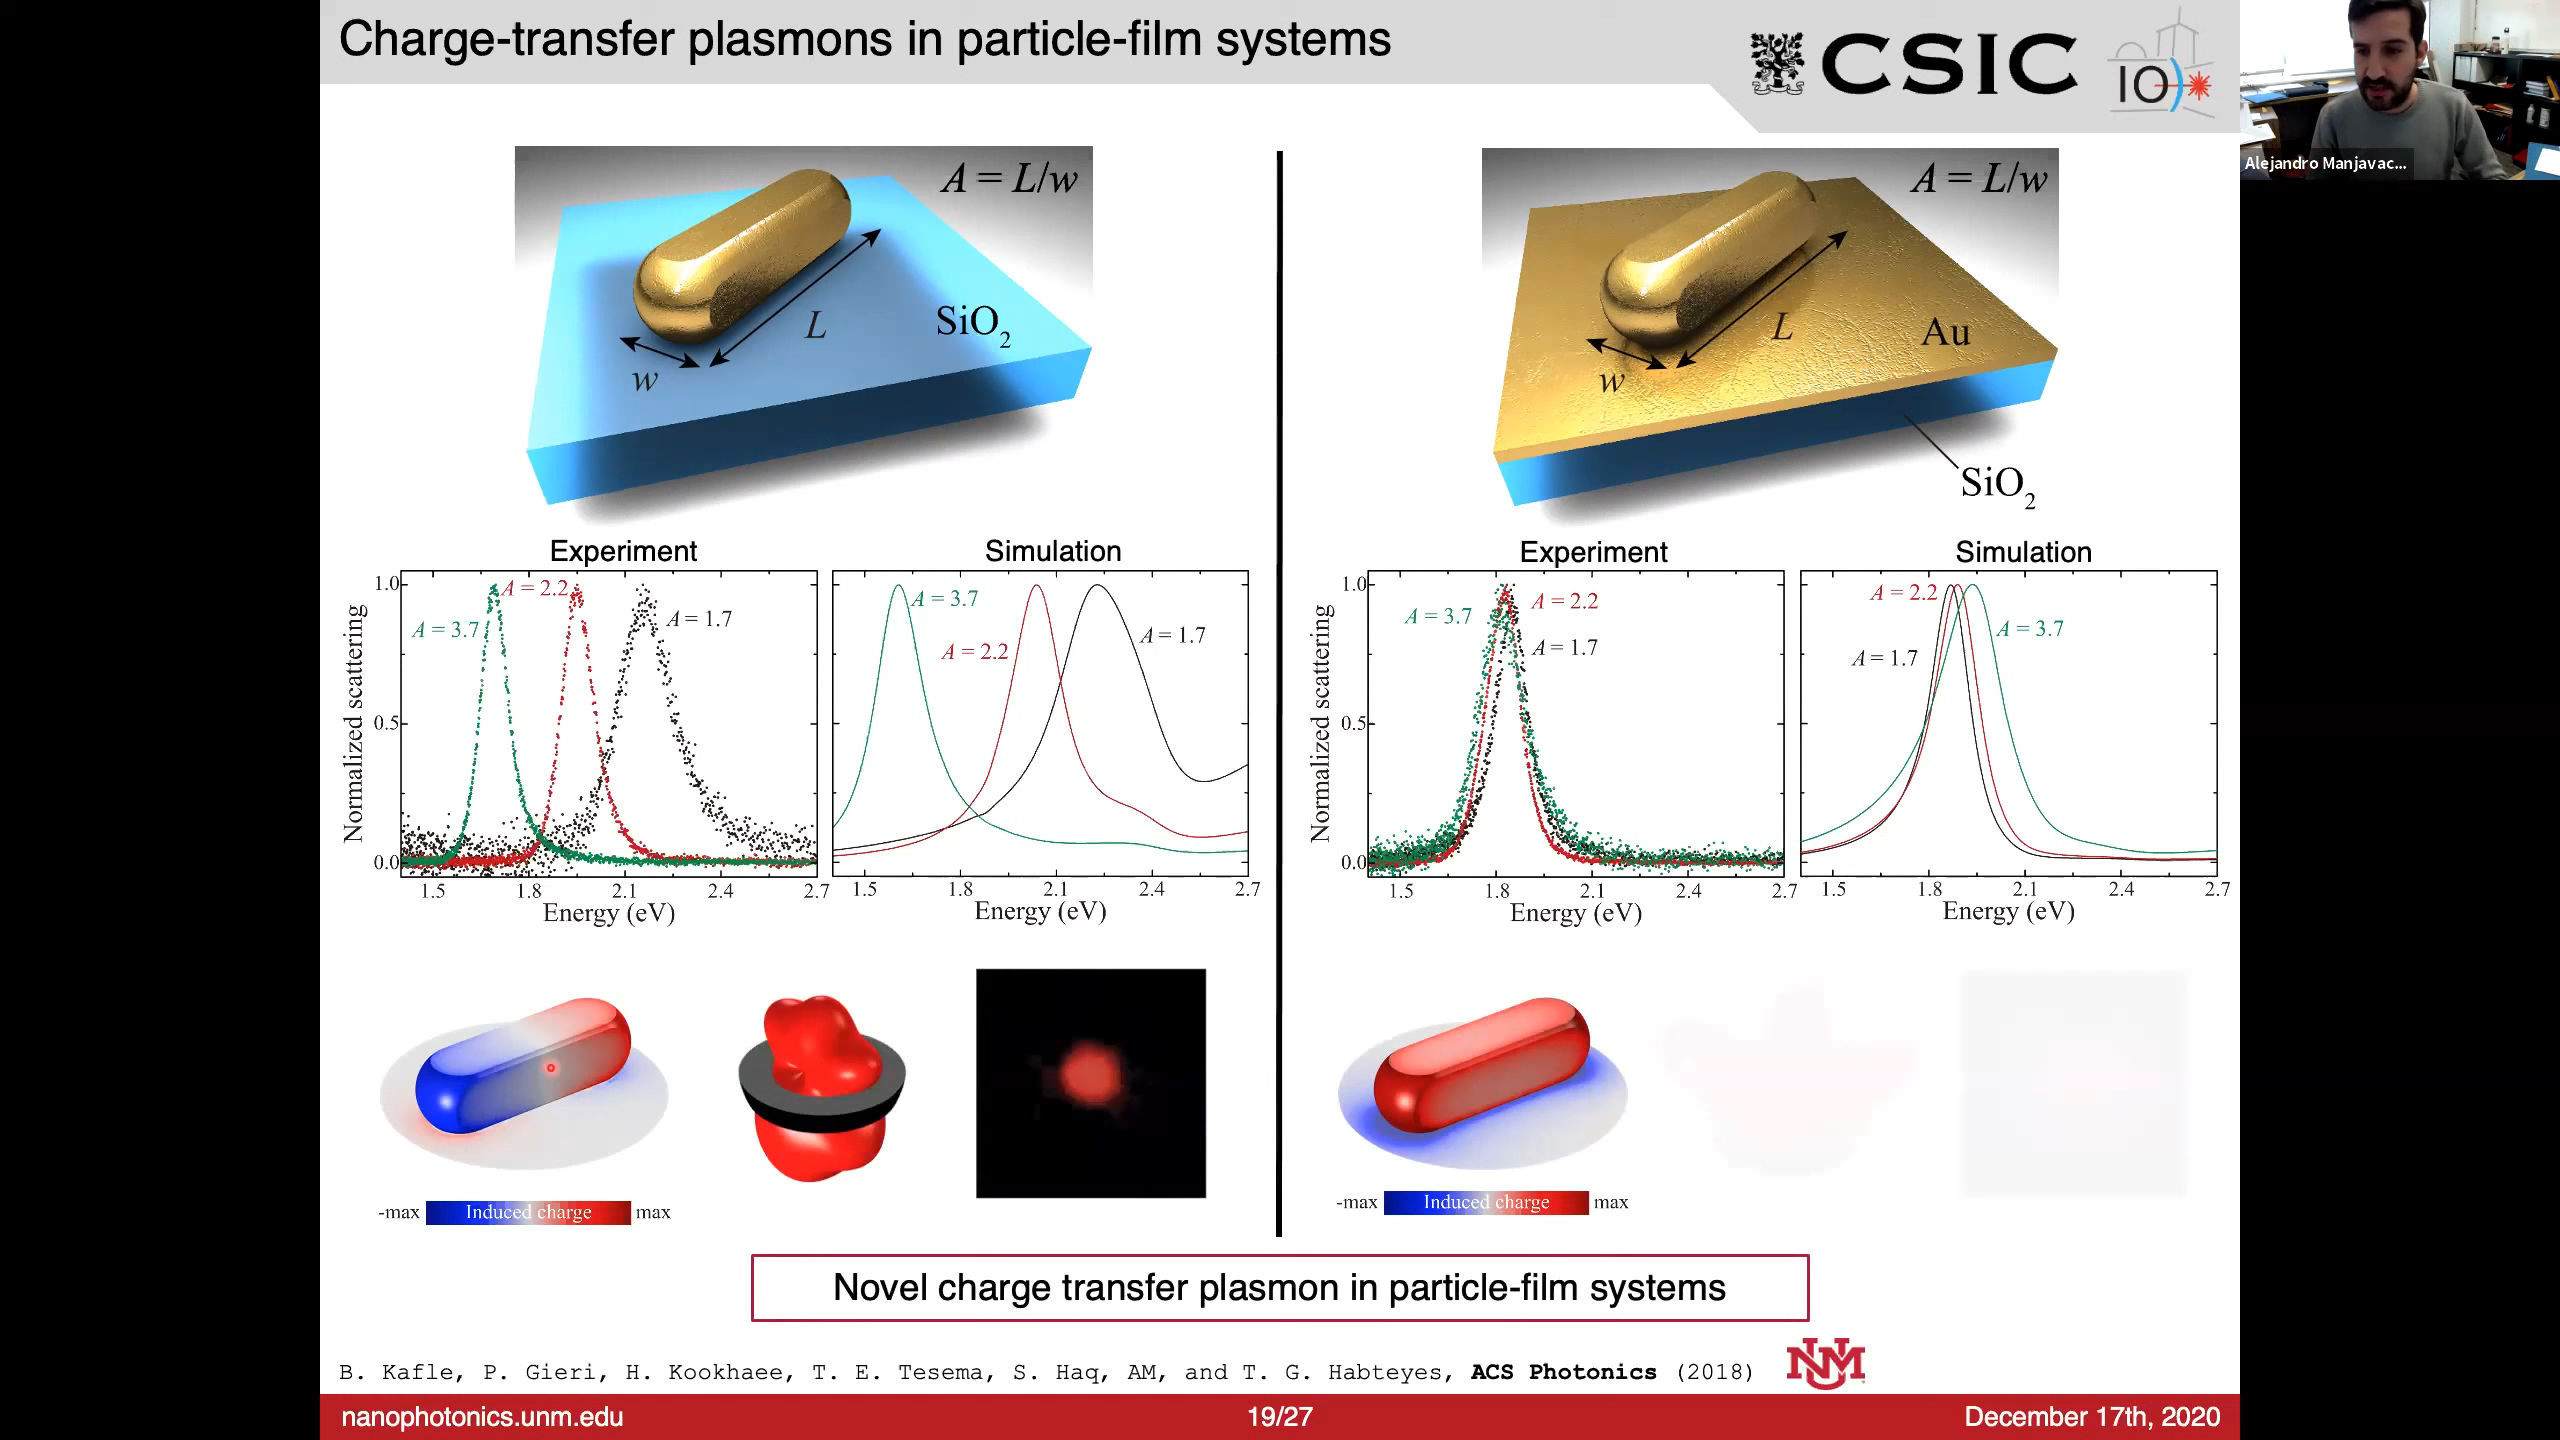 Charge-transfer plasmons in particle-film systems
CSIC
IO
Alejandro Manjavac...
A = L/w
SiO2
L
w
A = L/w
Au
L
w
SiO2
Experiment
Simulation
Normalized scattering
1.0
0.5
0.0
A = 3.7
A = 2.2
A = 1.7
1.5 1.8 2.1 2.4 2.7
Energy (eV)
A = 3.7
A = 2.2
A = 1.7
1.5 1.8 2.1 2.4 2.7
Energy (eV)
Experiment
Simulation
Normalized scattering
1.0
0.5
0.0
A = 3.7
A = 2.2
A = 1.7
1.5 1.8 2.1 2.4 2.7
Energy (eV)
A = 2.2
A = 3.7
A = 1.7
1.5 1.8 2.1 2.4 2.7
Energy (eV)
-max Induced charge max
-max Induced charge max
Novel charge transfer plasmon in particle-film systems
B. Kafle, P. Gieri, H. Kookhaee, T. E. Tesema, S. Haq, AM, and T. G. Habteyes, ACS Photonics (2018)
UNM
nanophotonics.unm.edu
19/27
December 17th, 2020